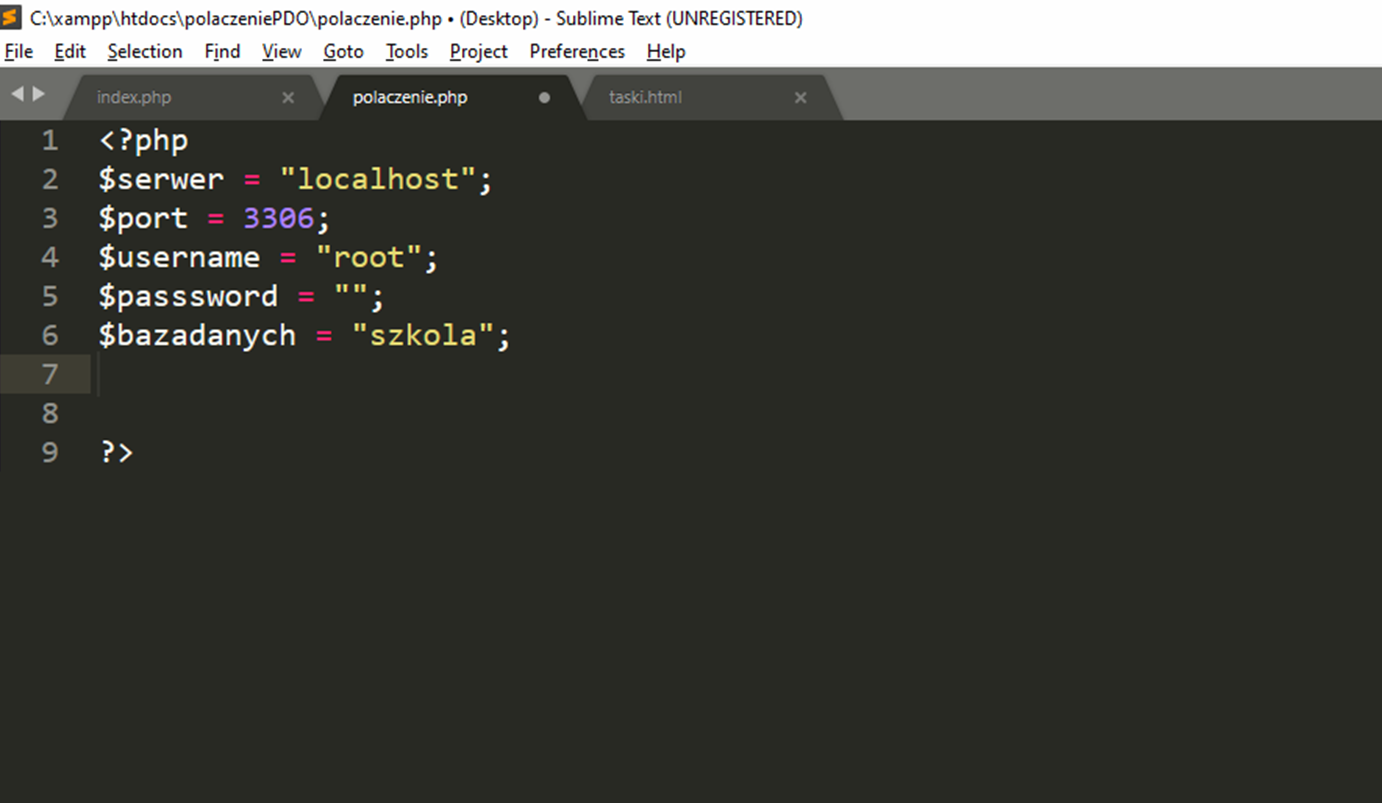 C:\xampp\htdocs\polaczeniePDO\polaczenie.php • (Desktop) - Sublime Text (UNREGISTERED)
File Edit Selection Find View Goto Tools Project Preferences Help
index.php × polaczenie.php ● taski.html ×
1 <?php
2 $serwer = "localhost";
3 $port = 3306;
4 $username = "root";
5 $passsword = "";
6 $bazadanych = "szkola";
7
8
9 ?>